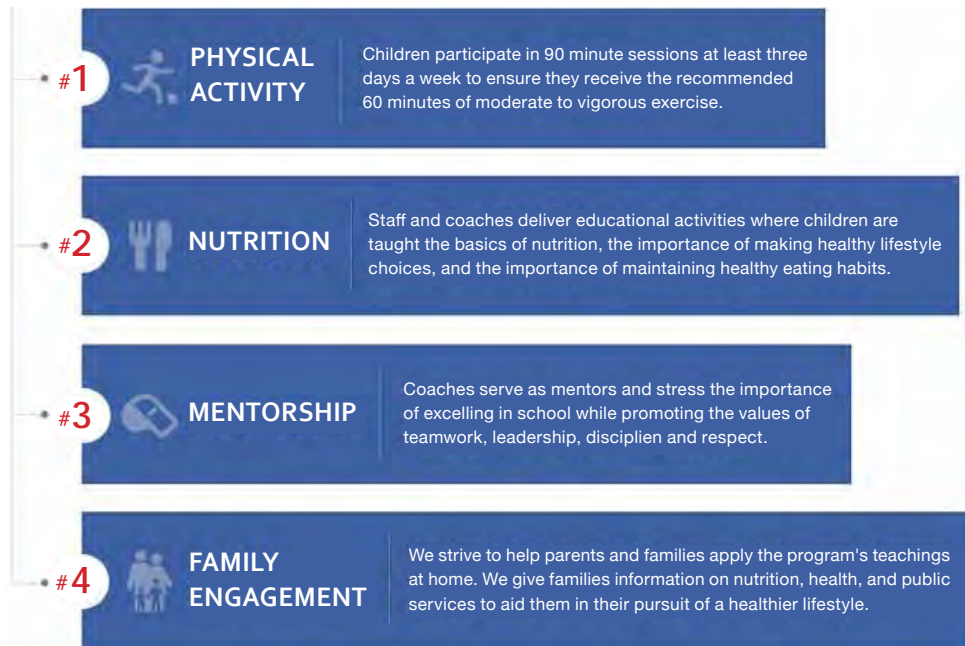 #1
PHYSICAL
ACTIVITY
Children participate in 90 minute sessions at least three
days a week to ensure they receive the recommended
60 minutes of moderate to vigorous exercise.
#2
NUTRITION
Staff and coaches deliver educational activities where children are
taught the basics of nutrition, the importance of making healthy lifestyle
choices, and the importance of maintaining healthy eating habits.
#3
MENTORSHIP
Coaches serve as mentors and stress the importance
of excelling in school while promoting the values of
teamwork, leadership, disciplien and respect.
#4
FAMILY
ENGAGEMENT
We strive to help parents and families apply the program's teachings
at home. We give families information on nutrition, health, and public
services to aid them in their pursuit of a healthier lifestyle.